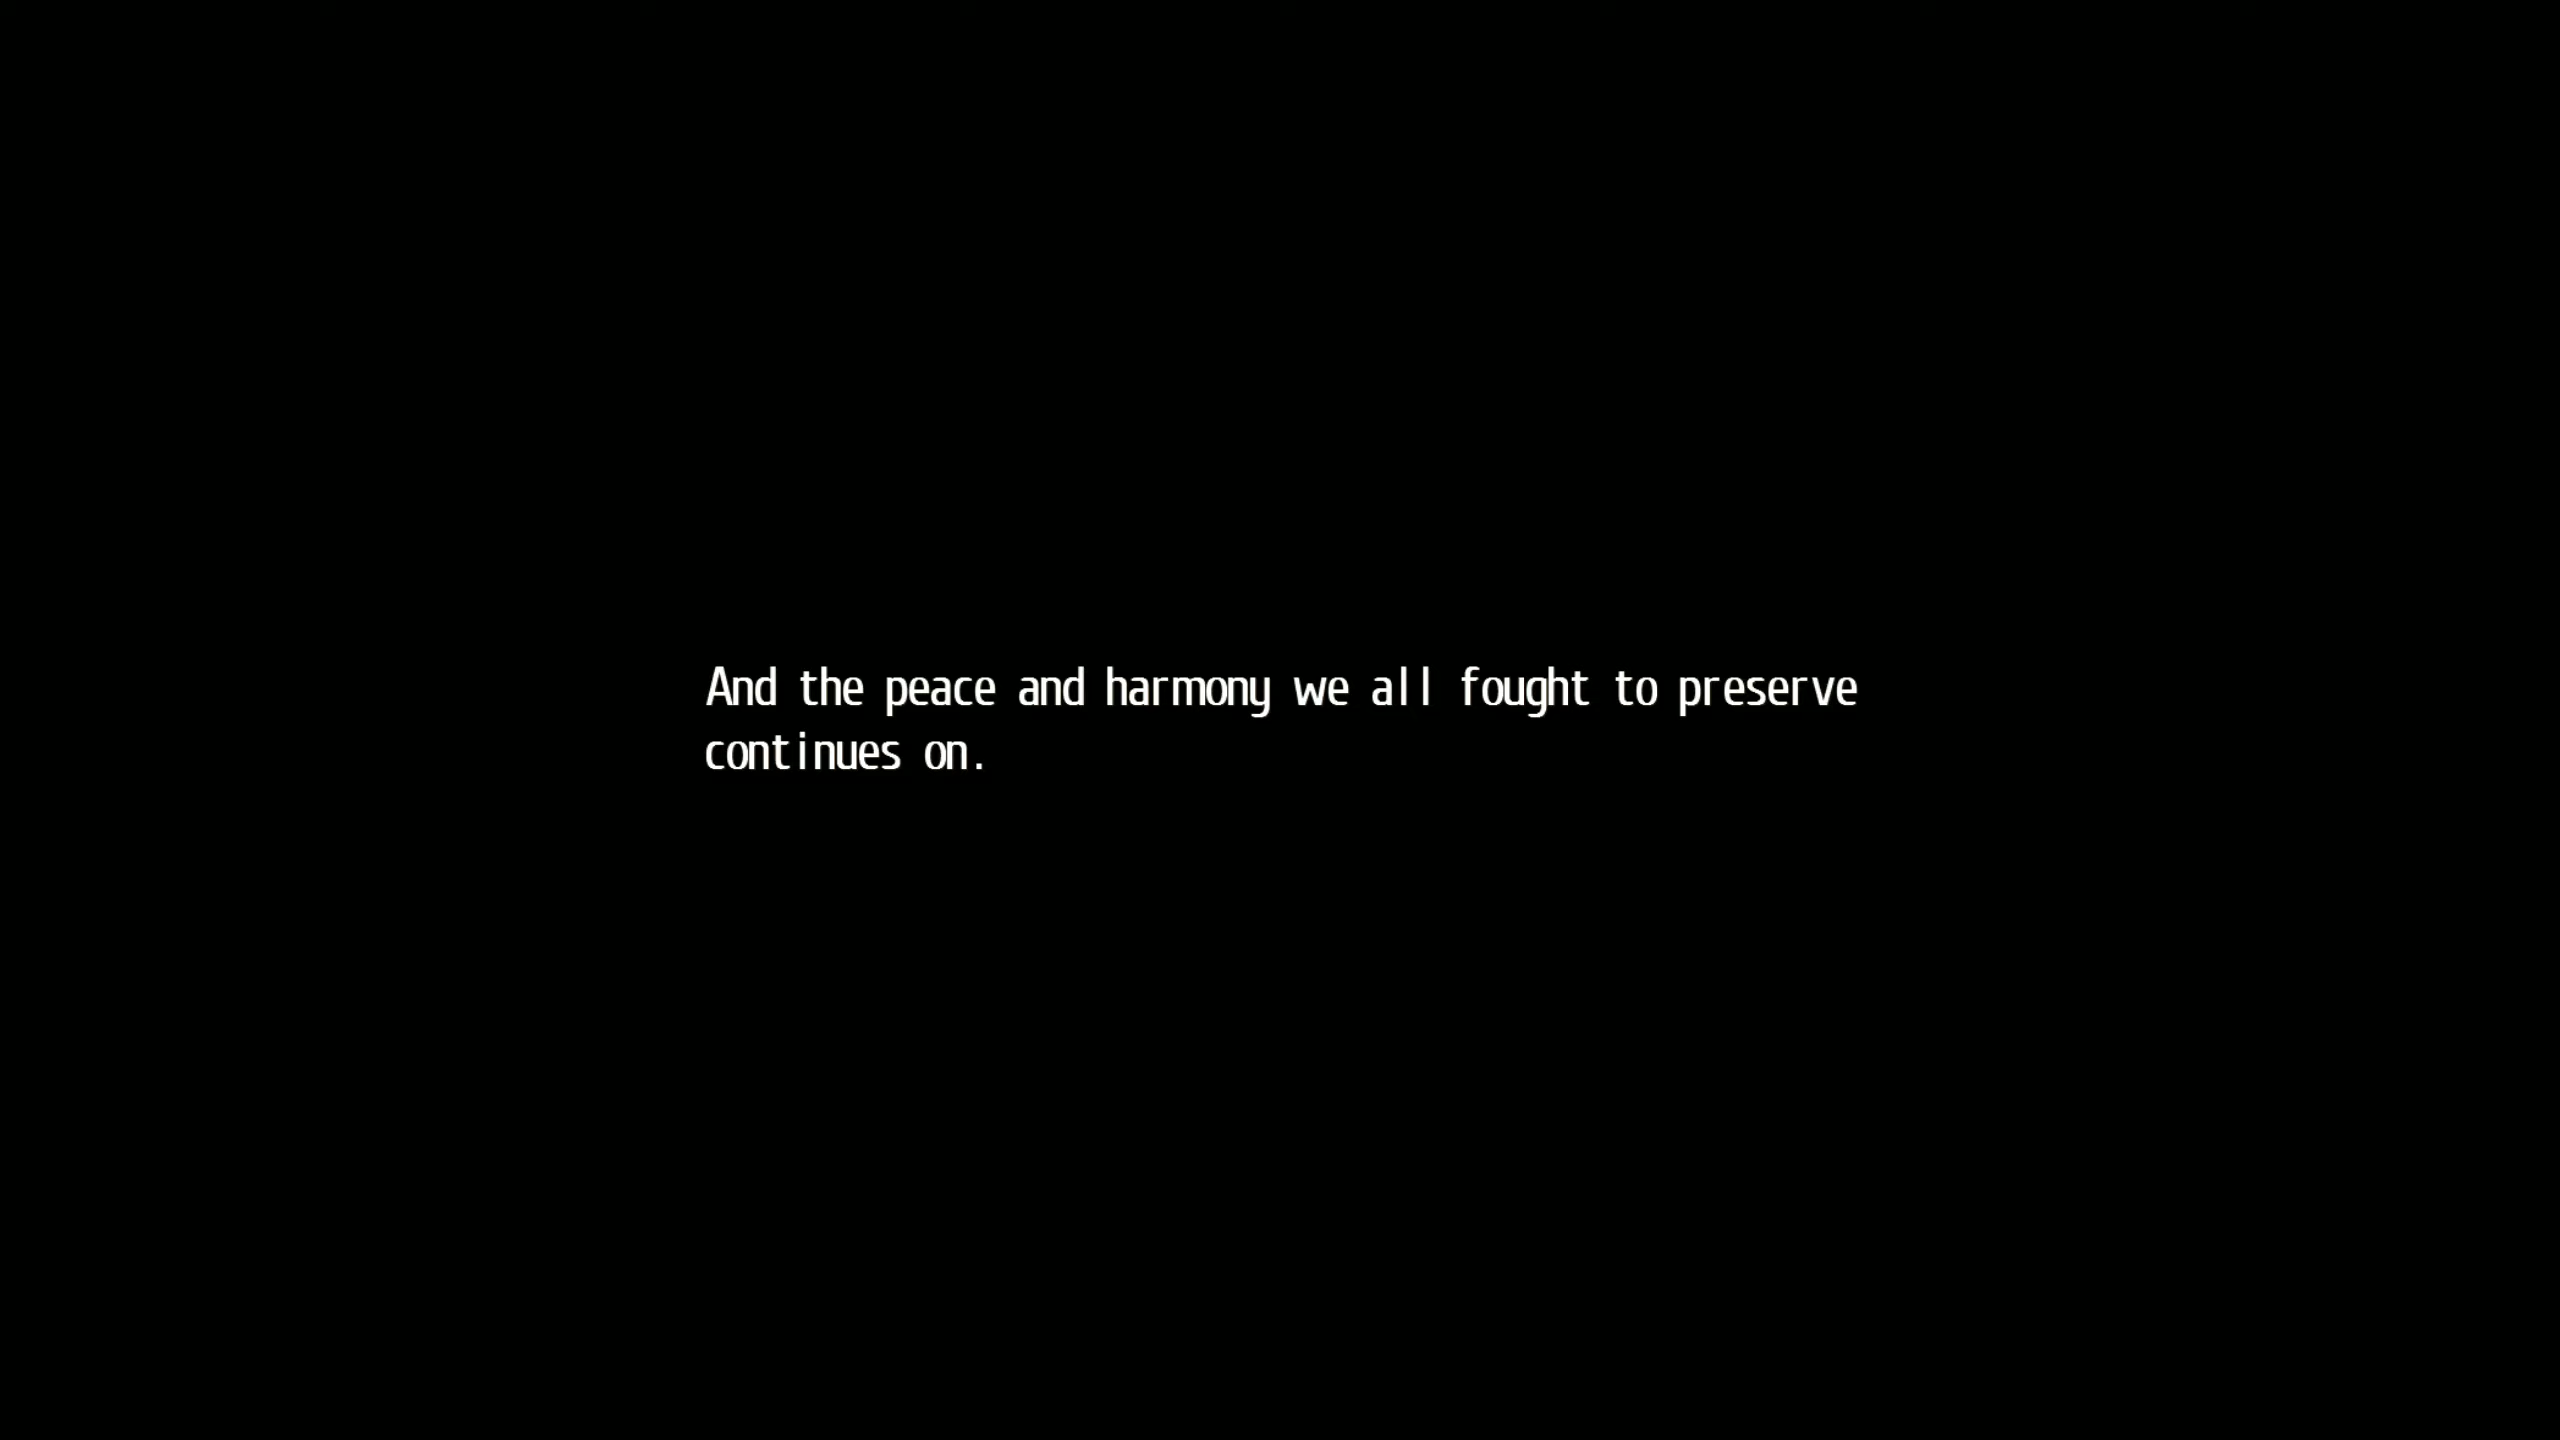 And the peace and harmony we all fought to preserve
continues on.